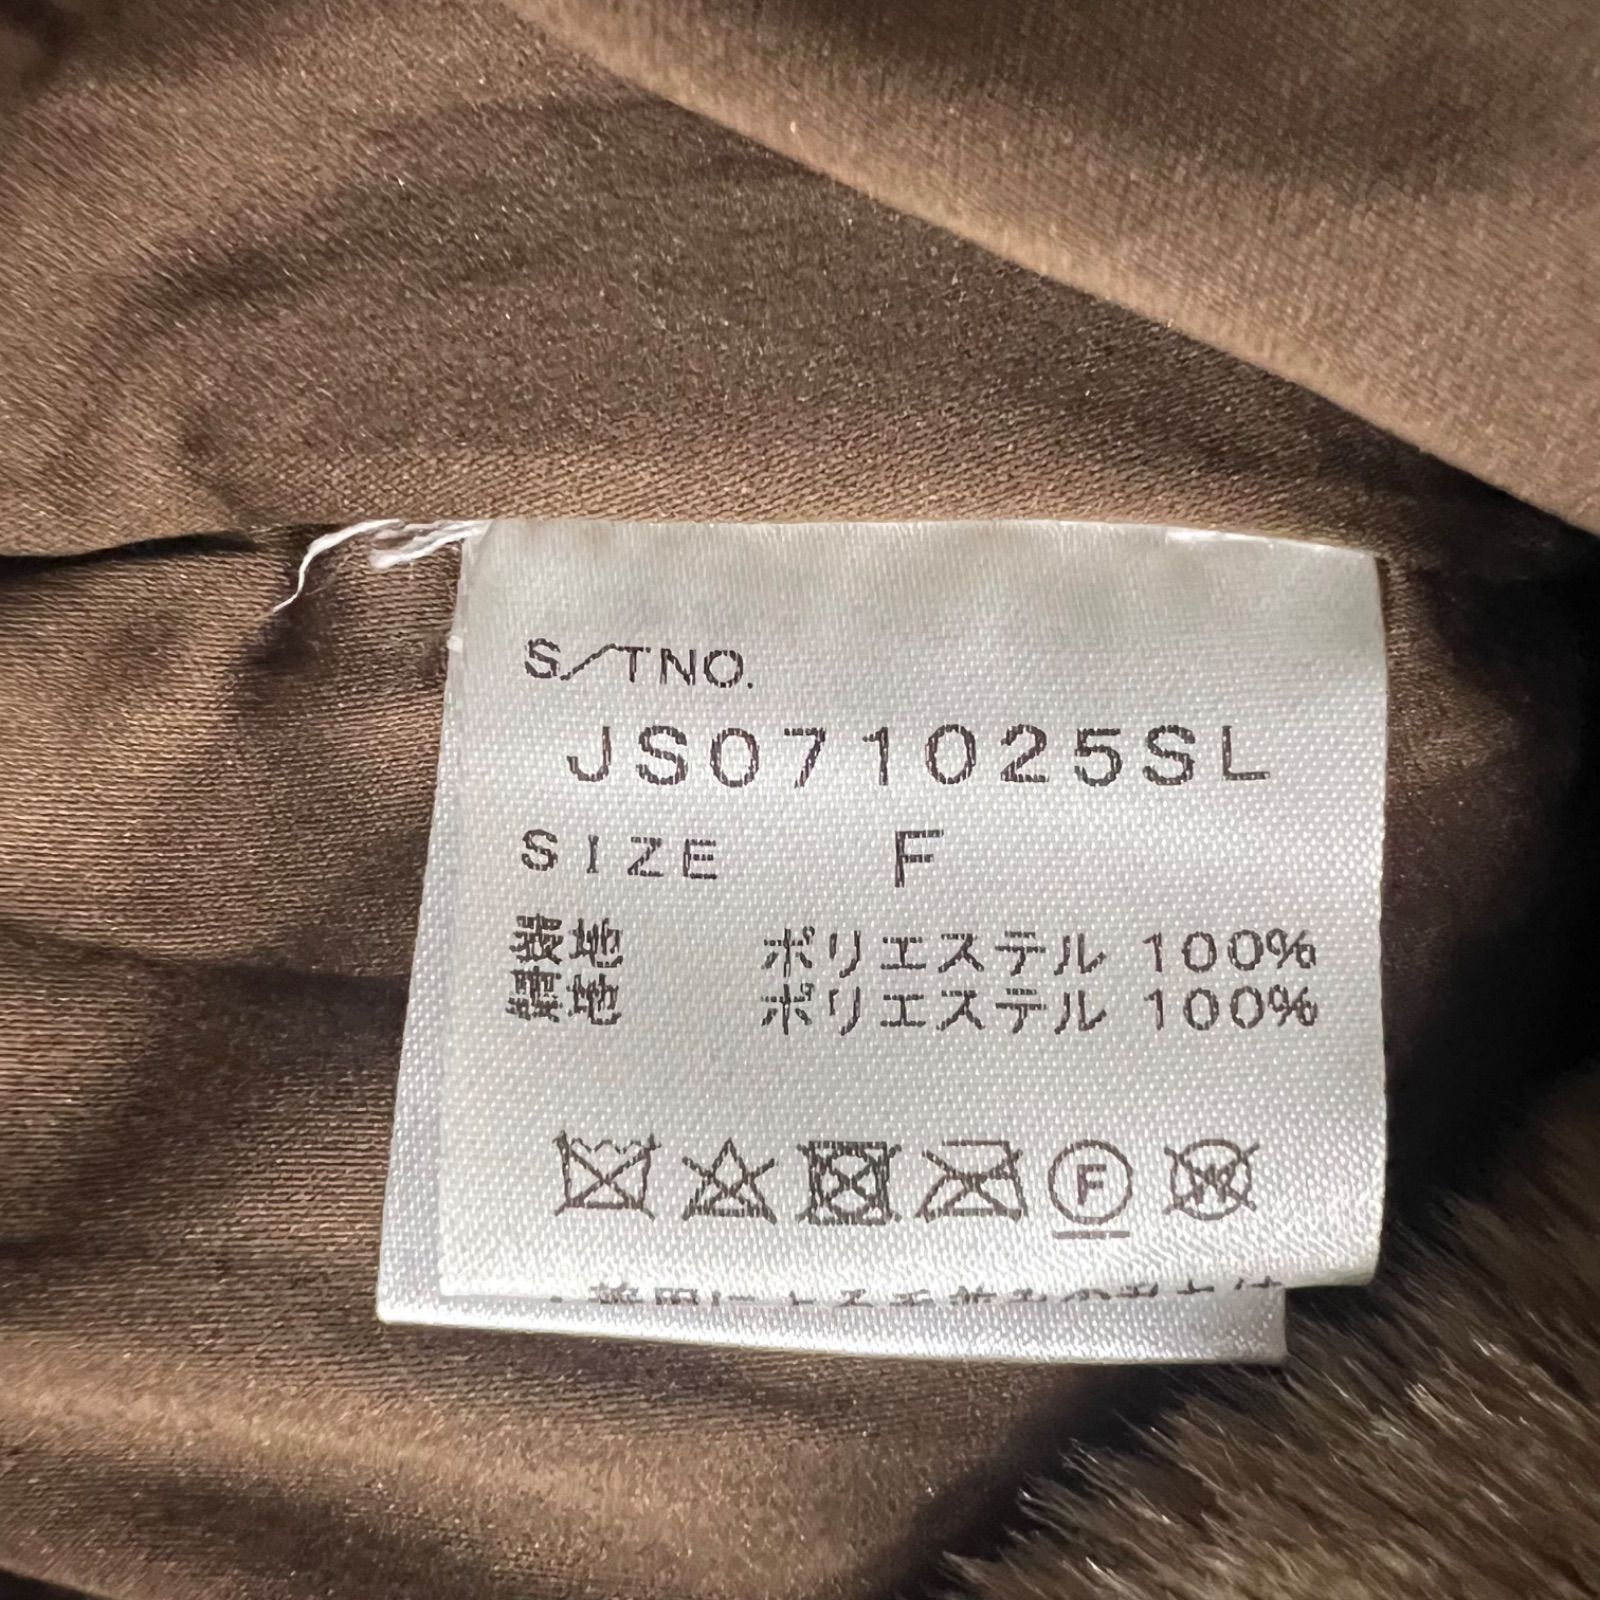 S/TNO.
JS071025SL
SIZE F
表地 ポリエステル 100%
裏地 ポリエステル 100%
F
W